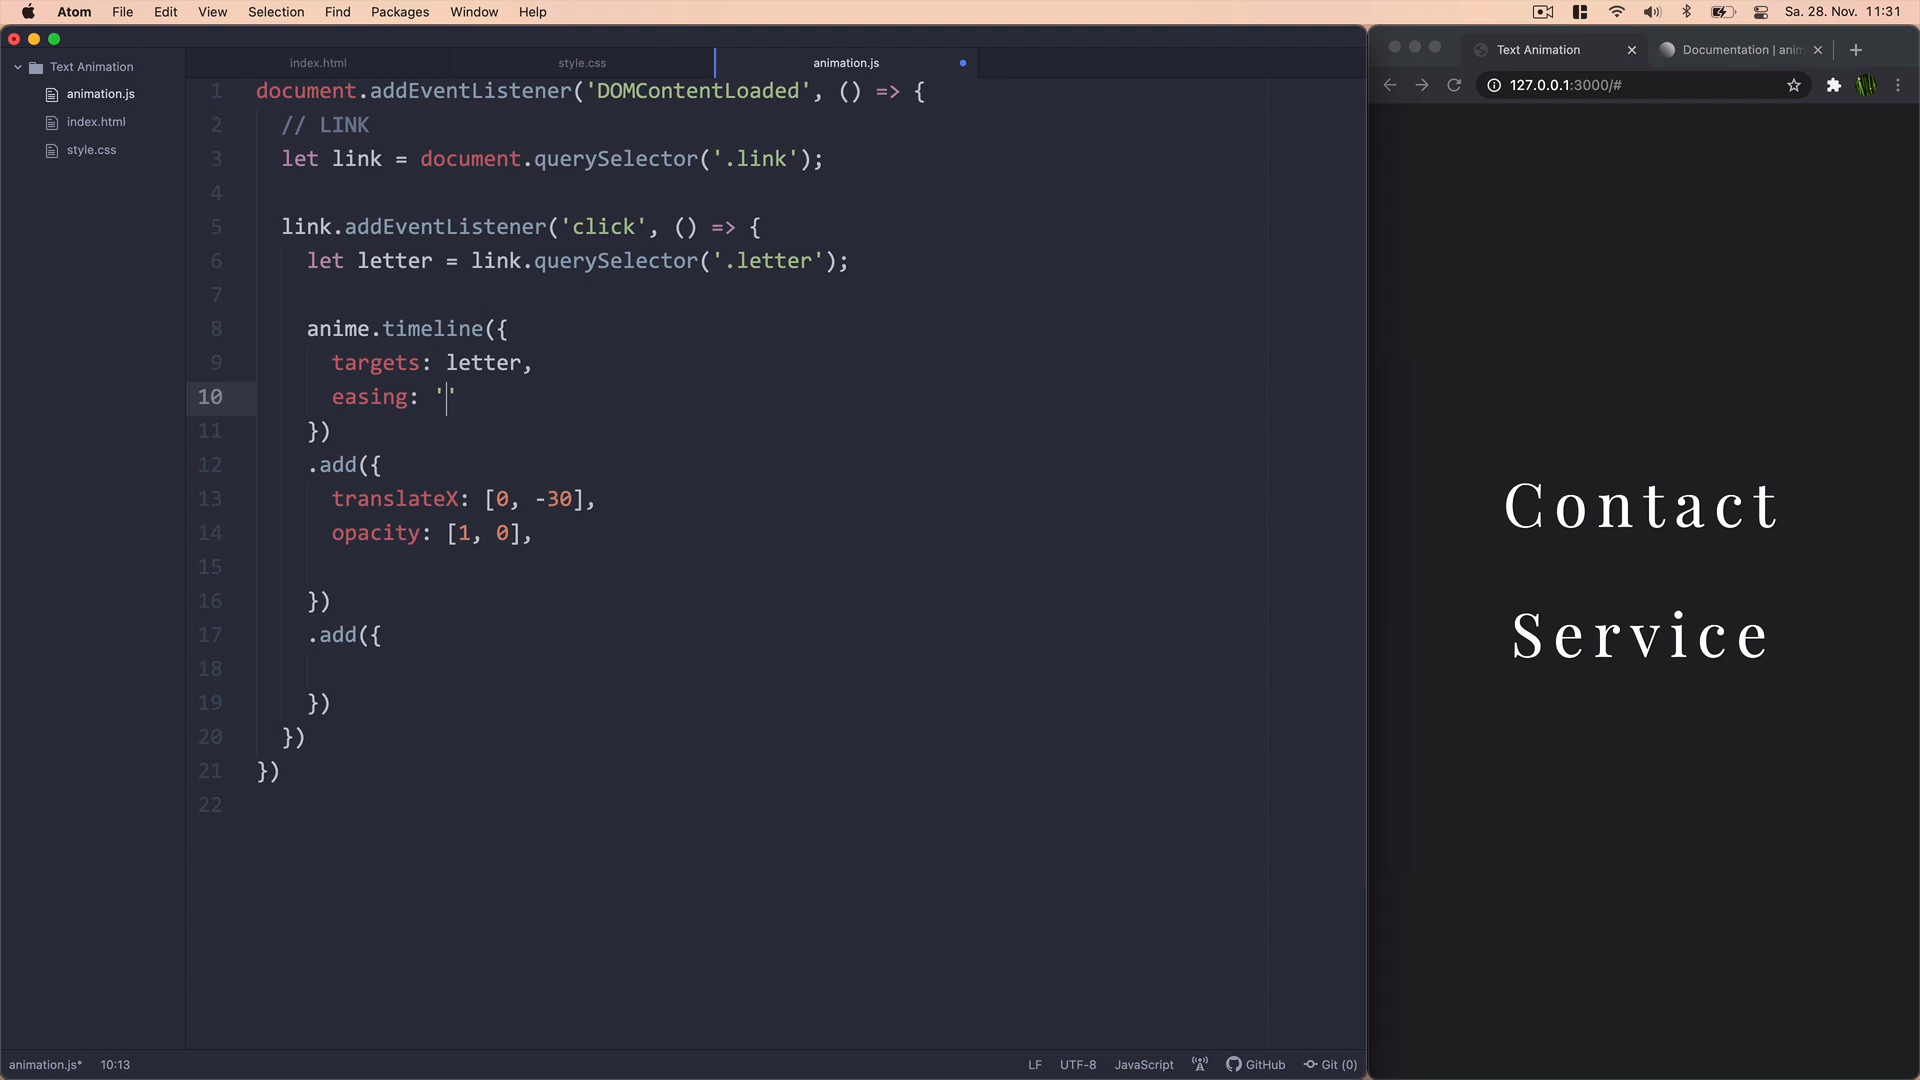 Atom File Edit View Selection Find Packages Window Help Sa. 28. Nov. 11:31
Text Animation
animation.js
index.html
style.css
index.html style.css animation.js
1 document.addEventListener('DOMContentLoaded', () => {
2 // LINK
3 let link = document.querySelector('.link');
4
5 link.addEventListener('click', () => {
6 let letter = link.querySelector('.letter');
7
8 anime.timeline({
9 targets: letter,
10 easing: ''
11 })
12 .add({
13 translateX: [0, -30],
14 opacity: [1, 0],
15
16 })
17 .add({
18
19 })
20 })
21 })
22
animation.js* 10:13 LF UTF-8 JavaScript GitHub Git (0)
Text Animation Documentation | anim
127.0.0.1:3000/#
Contact
Service